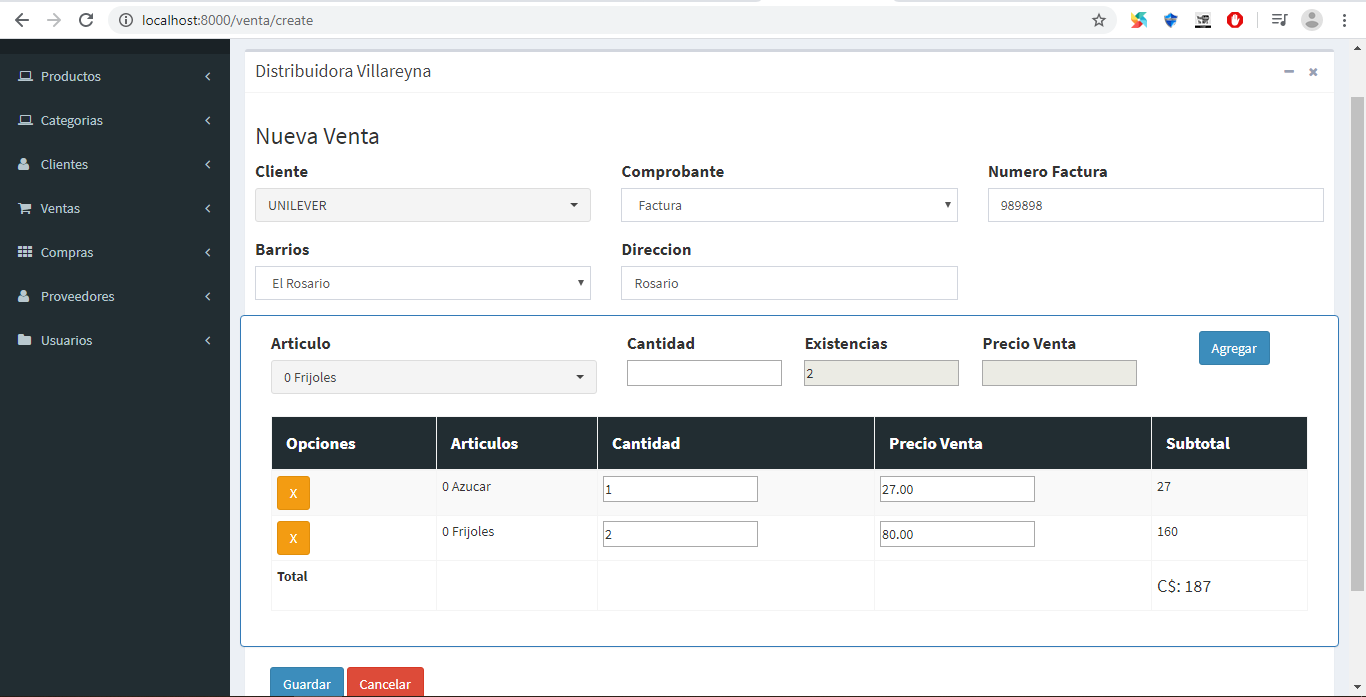 localhost:8000/venta/create
Productos
Categorias
Clientes
Ventas
Compras
Proveedores
Usuarios
Distribuidora Villareyna
Nueva Venta
Cliente Comprobante Numero Factura
UNILEVER Factura 989898
Barrios Direccion
El Rosario Rosario
Articulo Cantidad Existencias Precio Venta Agregar
0 Frijoles 2
Opciones Articulos Cantidad Precio Venta Subtotal
X 0 Azucar 1 27.00 27
X 0 Frijoles 2 80.00 160
Total C$: 187
Guardar Cancelar